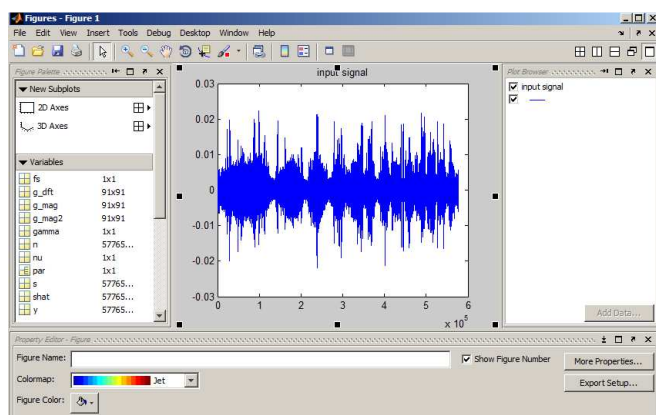 Figures - Figure 1
File Edit View Insert Tools Debug Desktop Window Help
Figure Palette
New Subplots
2D Axes
3D Axes
Variables
fs 1x1
g_dft 91x91
g_mag 91x91
g_mag2 91x91
gamma 1x1
n 57765...
nu 1x1
par 1x1
s 57765...
shat 57765...
y 57765...
input signal
0.03
0.02
0.01
0
-0.01
-0.02
-0.03
0 1 2 3 4 5 6
x 10^5
Plot Browser
input signal
Add Data...
Property Editor - Figure
Figure Name:
Show Figure Number
More Properties...
Colormap: Jet
Export Setup...
Figure Color: